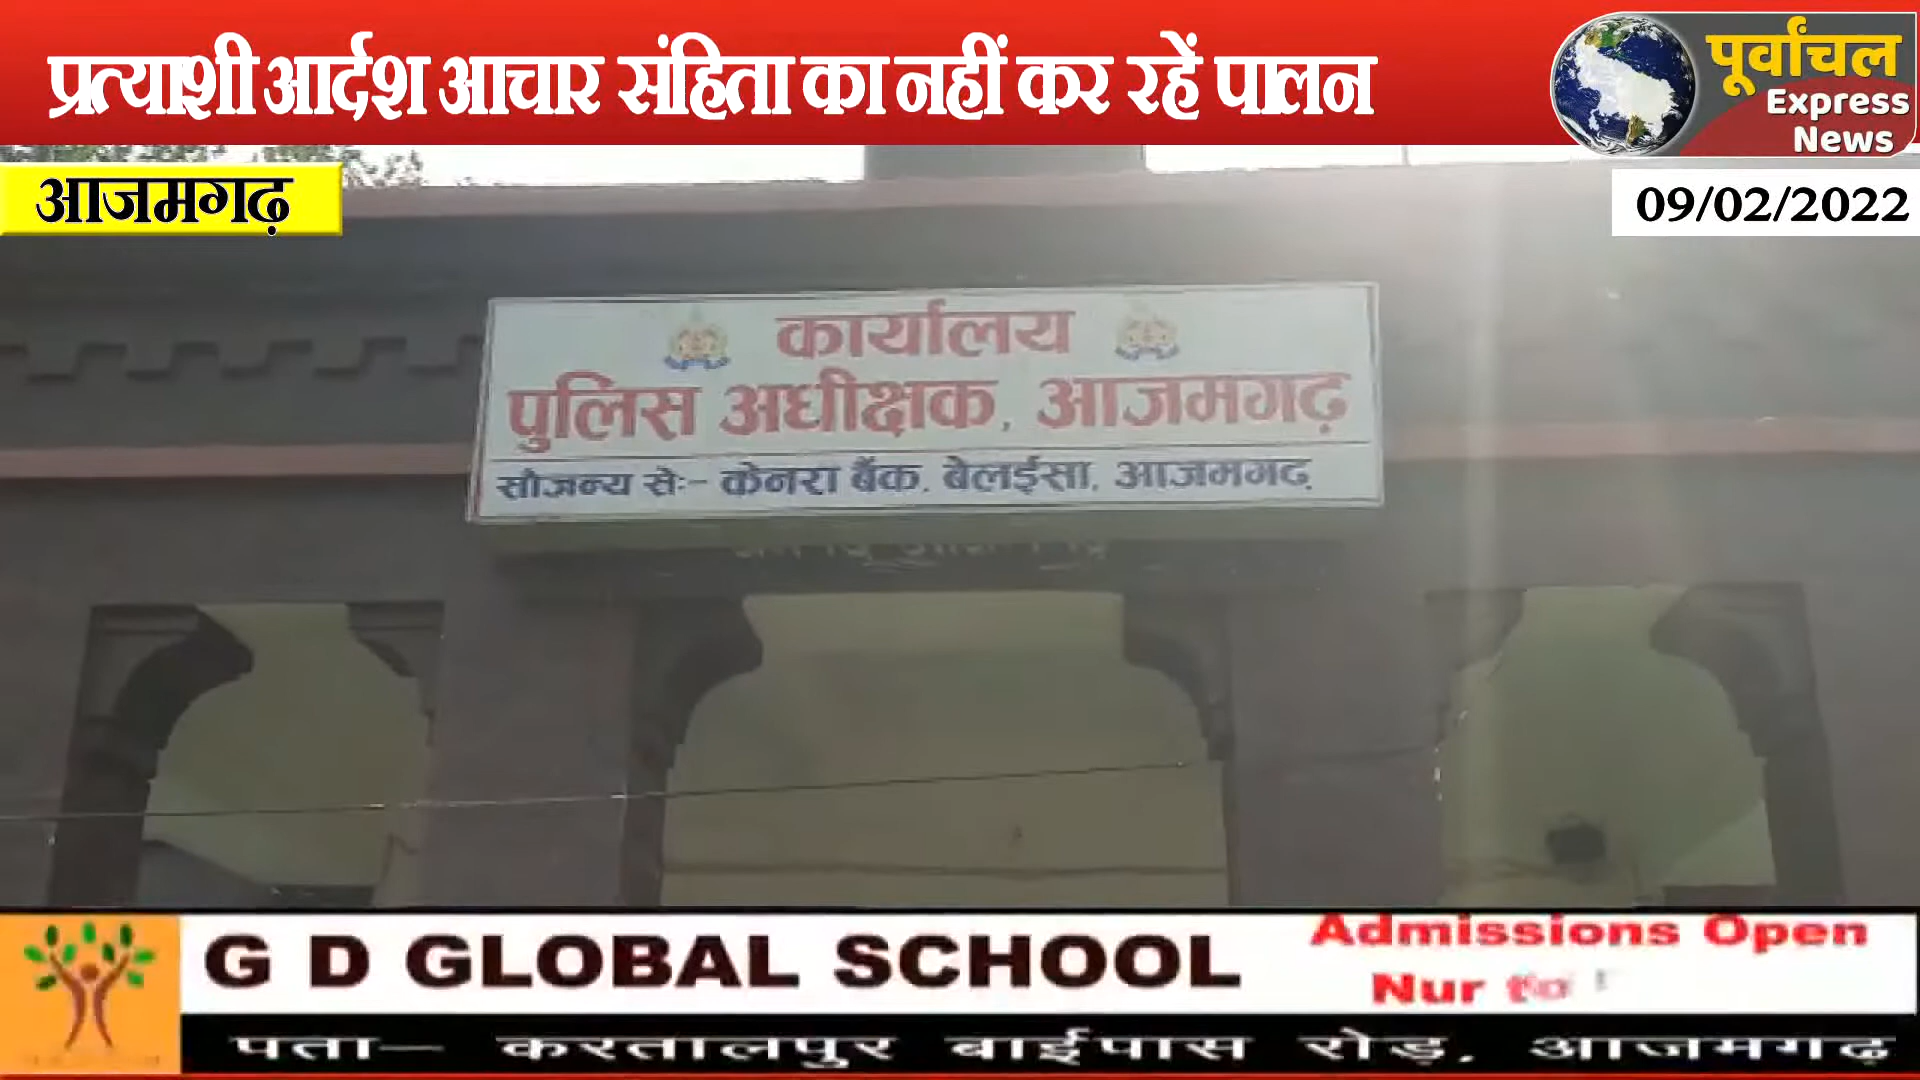 प्रत्याशी आर्दश आचार संहिता का नहीं कर रहें पालन
पूर्वांचल
Express
News
आजमगढ़
09/02/2022
कार्यालय
पुलिस अधीक्षक, आजमगढ़
सौजन्य सेः- केनरा बैंक, बेलईसा, आजमगढ़
G D GLOBAL SCHOOL
Admissions Open
Nur to
पता– करतालपुर बाईपास रोड़, आजमगढ़